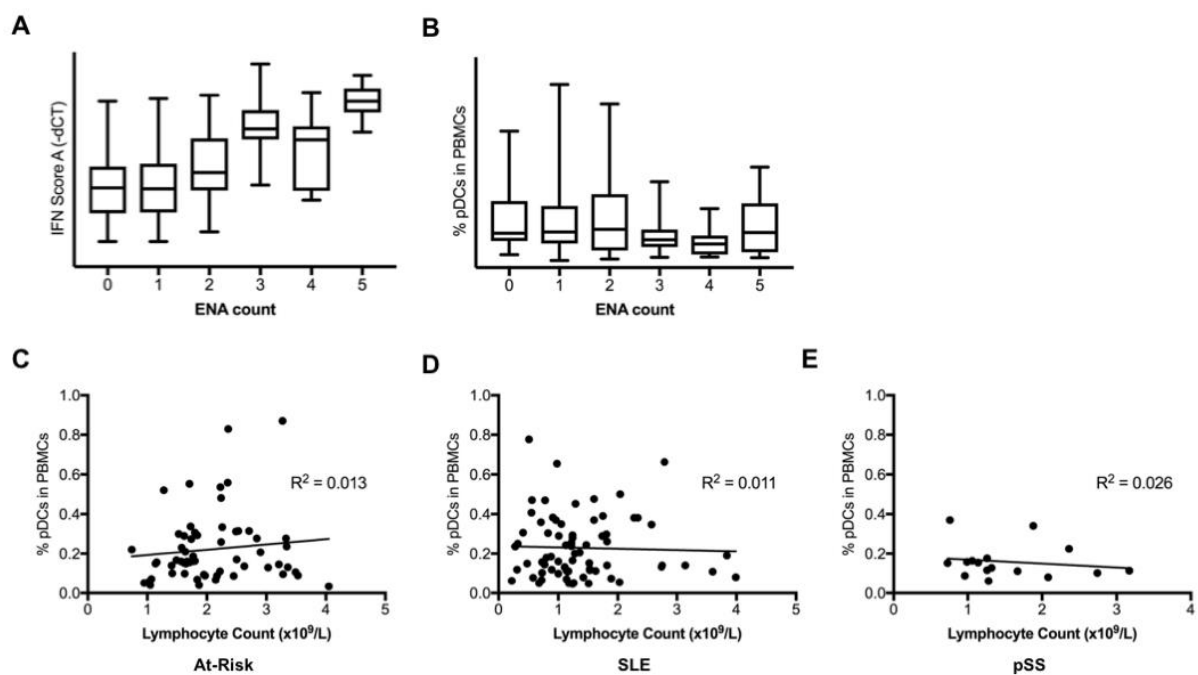 A
IFN Score A (-dCT)
0 1 2 3 4 5
ENA count
B
% pDCs in PBMCs
0 1 2 3 4 5
ENA count
C
% pDCs in PBMCs
1.0
0.8
0.6
0.4
0.2
0.0
R² = 0.013
0 1 2 3 4 5
Lymphocyte Count (x10⁹/L)
At-Risk
D
% pDCs in PBMCs
1.0
0.8
0.6
0.4
0.2
0.0
R² = 0.011
0 1 2 3 4 5
Lymphocyte Count (x10⁹/L)
SLE
E
% pDCs in PBMCs
1.0
0.8
0.6
0.4
0.2
0.0
R² = 0.026
0 1 2 3 4
Lymphocyte Count (x10⁹/L)
pSS